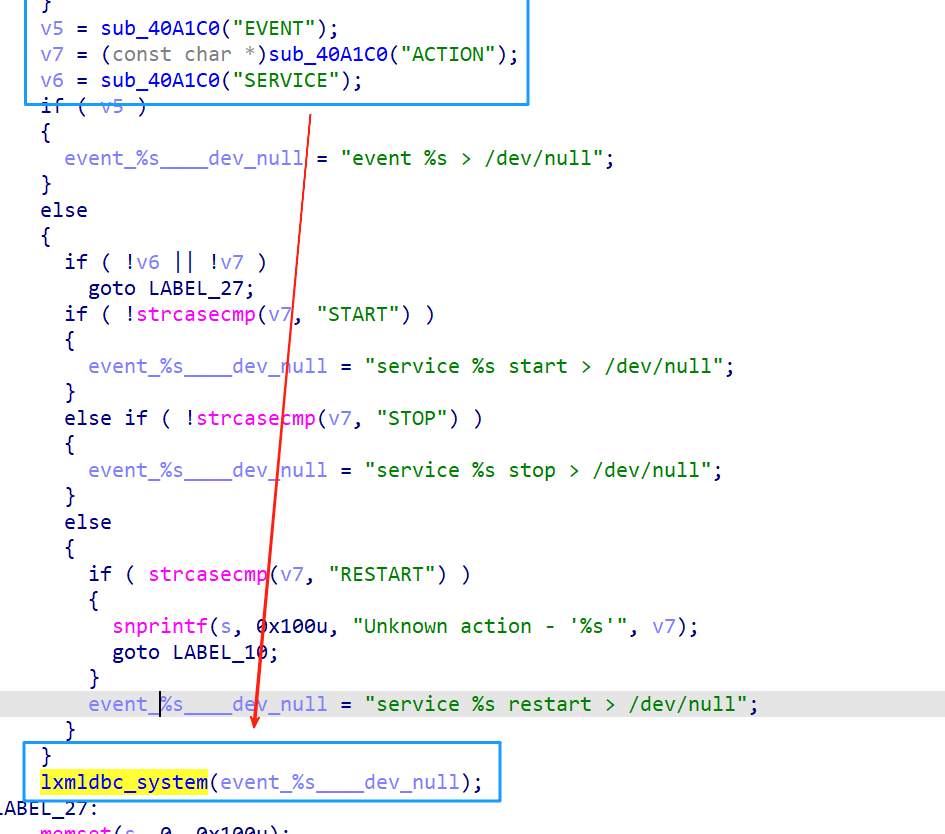 }
v5 = sub_40A1C0("EVENT");
v7 = (const char *)sub_40A1C0("ACTION");
v6 = sub_40A1C0("SERVICE");
if ( v5 )
{
event_%s____dev_null = "event %s > /dev/null";
}
else
{
if ( !v6 || !v7 )
goto LABEL_27;
if ( !strcasecmp(v7, "START") )
{
event_%s____dev_null = "service %s start > /dev/null";
}
else if ( !strcasecmp(v7, "STOP") )
{
event_%s____dev_null = "service %s stop > /dev/null";
}
else
{
if ( strcasecmp(v7, "RESTART") )
{
snprintf(s, 0x100u, "Unknown action - '%s'", v7);
goto LABEL_10;
}
event_%s____dev_null = "service %s restart > /dev/null";
}
}
lxmldbc_system(event_%s____dev_null);
LABEL_27:
memset(s, 0, 0x100u);